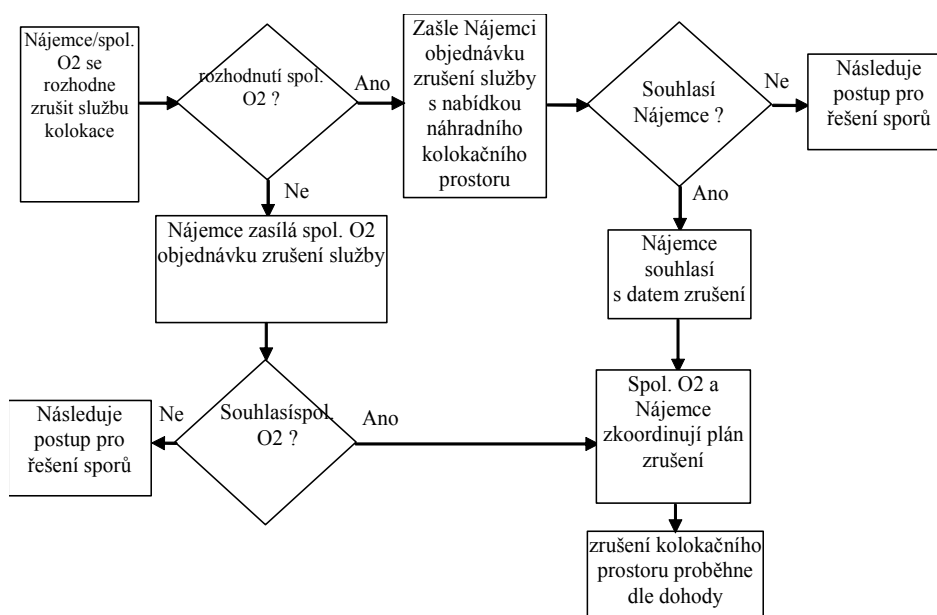 Nájemce/spol.
O2 se
rozhodne
zrušit službu
kolokace
rozhodnutí spol.
O2 ?
Ano
Zašle Nájemci
objednávku
zrušení služby
s nabídkou
náhradního
kolokačního
prostoru
Souhlasí
Nájemce ?
Ne
Následuje
postup pro
řešení sporů
Ne
Ano
Nájemce zasílá spol. O2
objednávku zrušení služby
Nájemce
souhlasí
s datem zrušení
Následuje
postup pro
řešení sporů
Ne
Souhlasíspol.
O2 ?
Ano
Spol. O2 a
Nájemce
zkoordinují plán
zrušení
zrušení kolokačního
prostoru proběhne
dle dohody